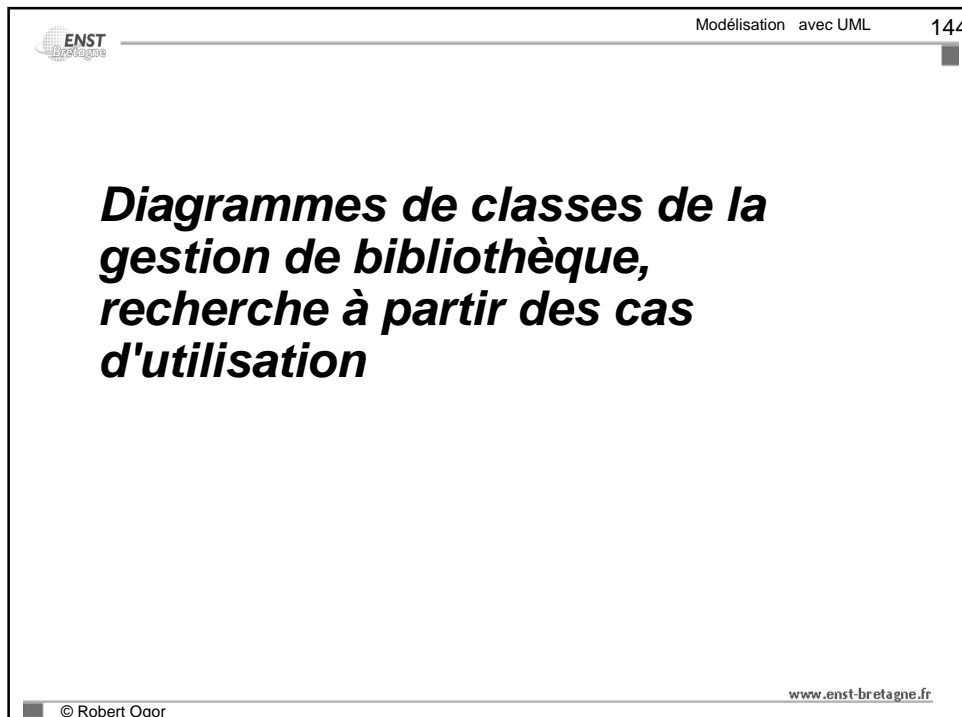 ENST
Bretagne
Modélisation avec UML
144
Diagrammes de classes de la
gestion de bibliothèque,
recherche à partir des cas
d'utilisation
www.enst-bretagne.fr
© Robert Ogor